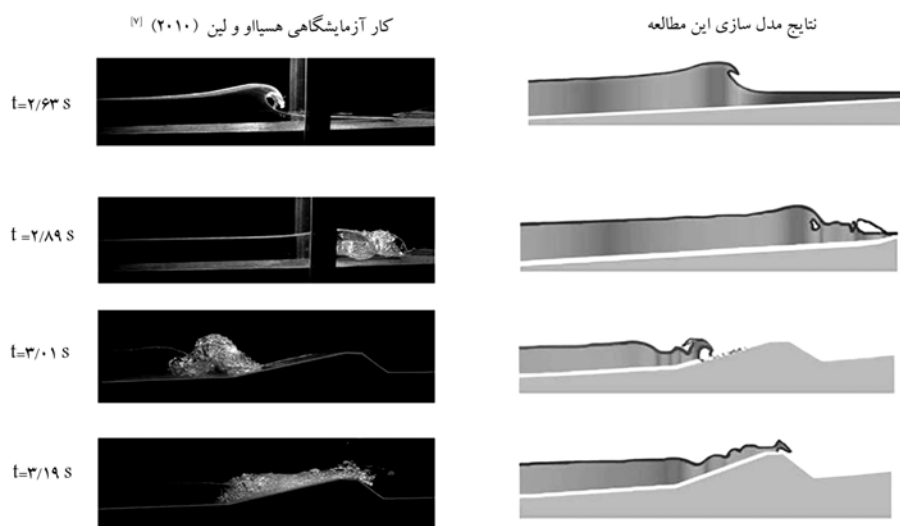 نتایج مدل سازی این مطالعه
کار آزمایشگاهی هسیااو و لین (۲۰۱۰) [۷]
t=۲/۶۳ s
t=۲/۸۹ s
t=۳/۰۱ s
t=۳/۱۹ s